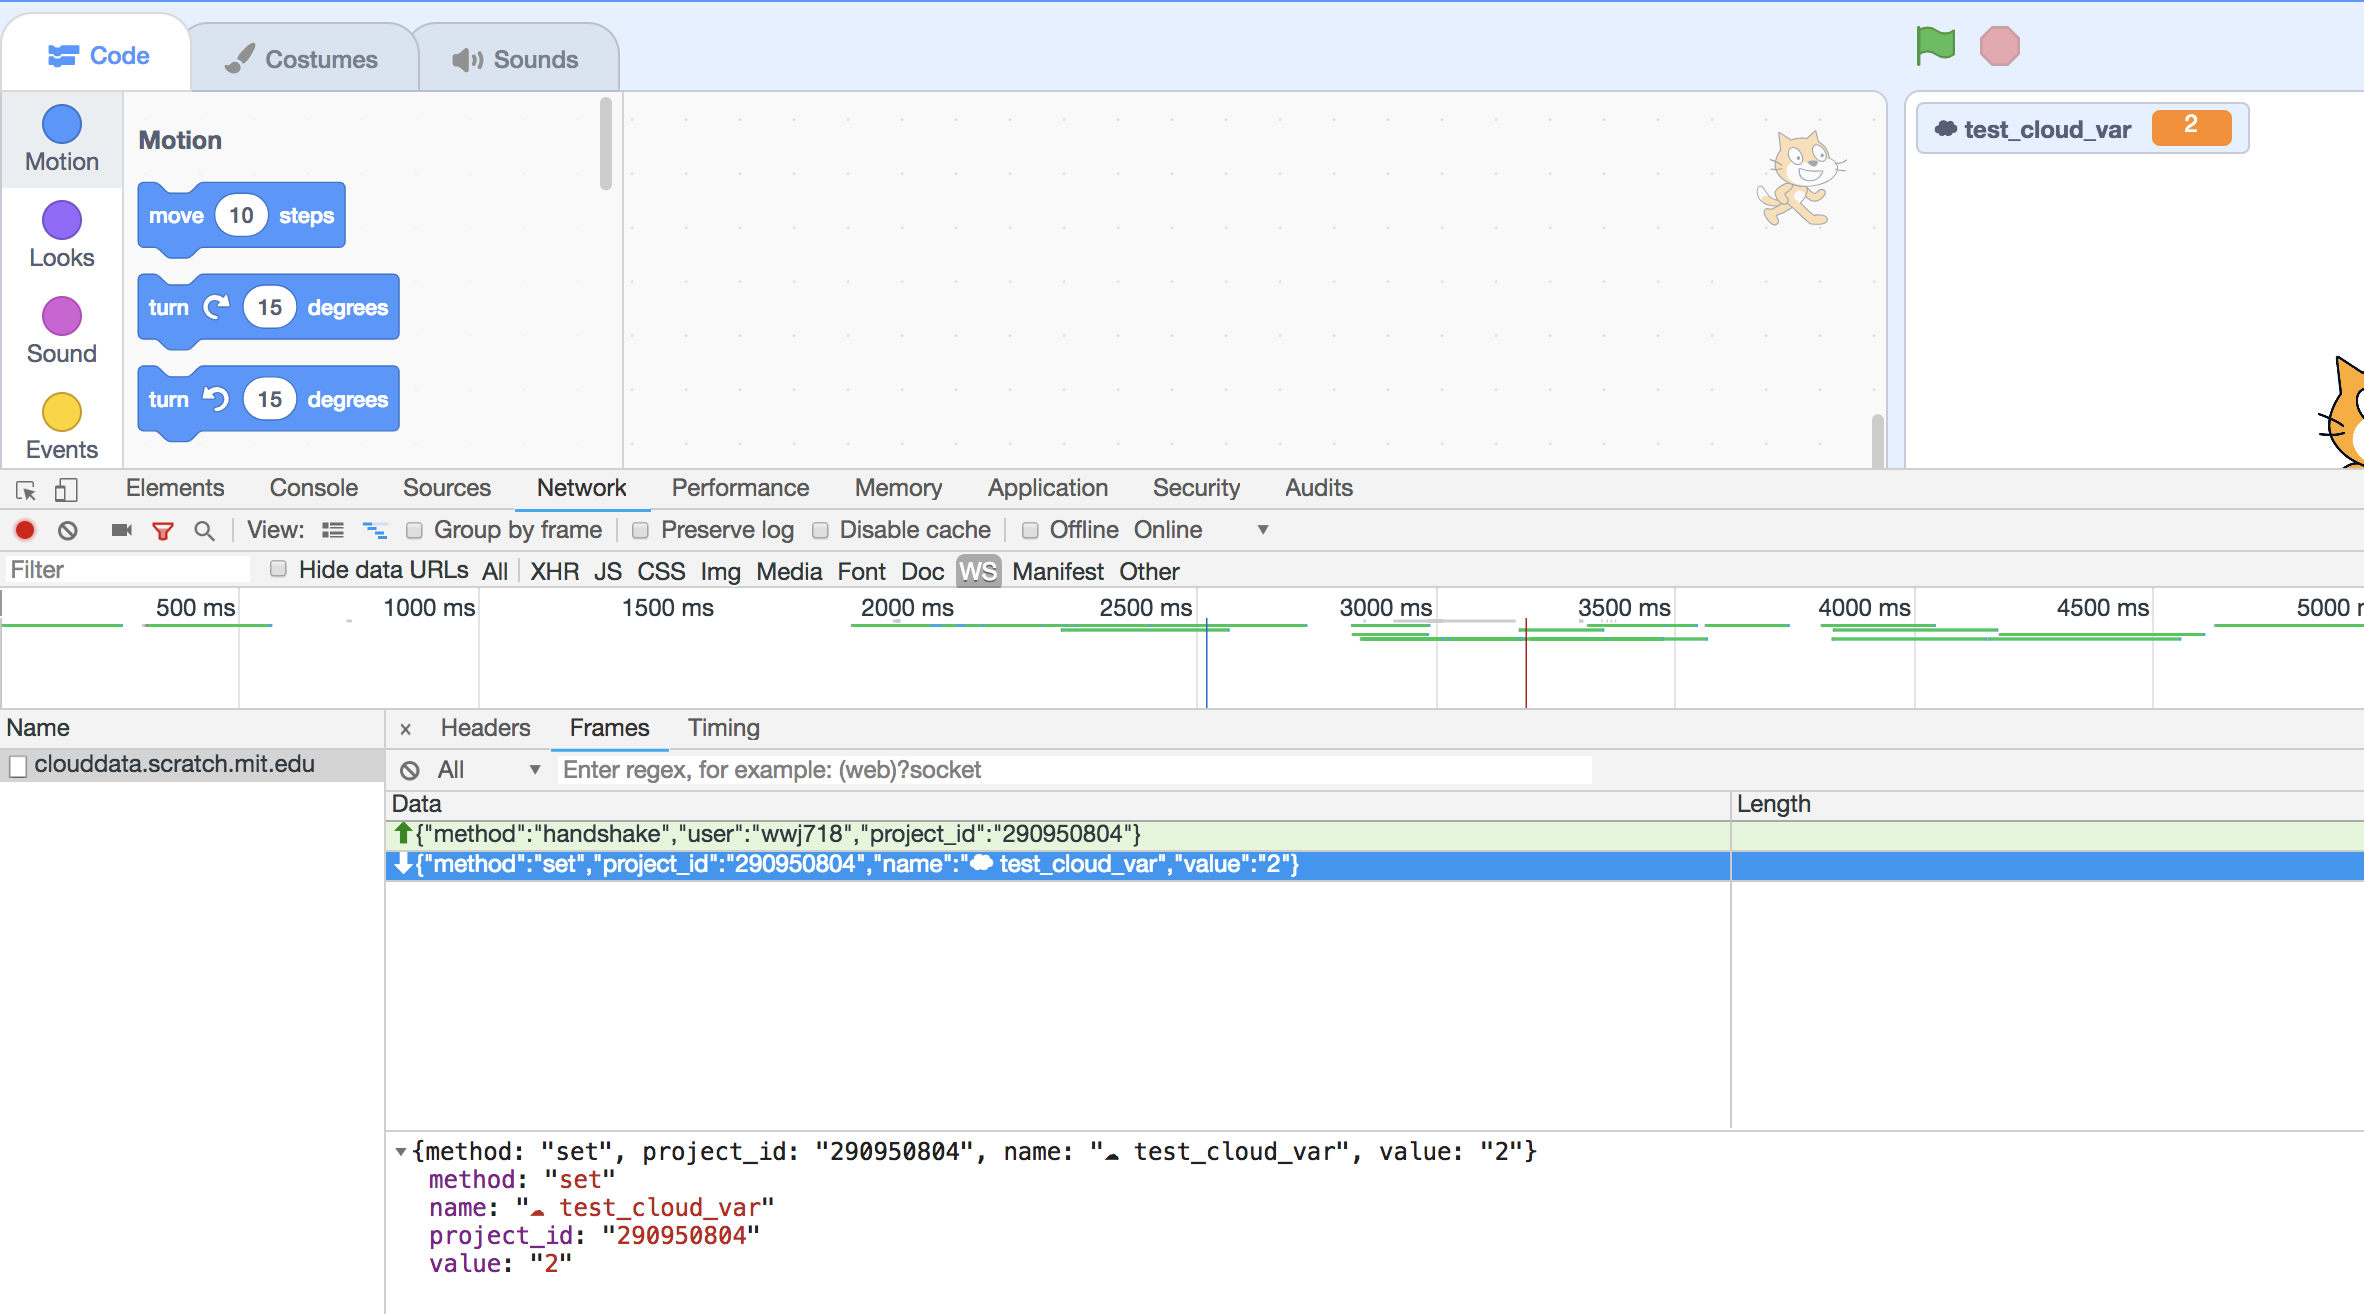 Code Costumes Sounds
Motion
Looks
Sound
Events
Motion
move 10 steps
turn 15 degrees
turn 15 degrees
☁ test_cloud_var 2
Elements Console Sources Network Performance Memory Application Security Audits
View: Group by frame Preserve log Disable cache Offline Online ▼
Filter Hide data URLs All XHR JS CSS Img Media Font Doc WS Manifest Other
500 ms 1000 ms 1500 ms 2000 ms 2500 ms 3000 ms 3500 ms 4000 ms 4500 ms 5000
Name
clouddata.scratch.mit.edu
× Headers Frames Timing
All ▼ Enter regex, for example: (web)?socket
Data Length
{"method":"handshake","user":"wwj718","project_id":"290950804"}
{"method":"set","project_id":"290950804","name":"☁ test_cloud_var","value":"2"}
▼{method: "set", project_id: "290950804", name: "☁ test_cloud_var", value: "2"}
method: "set"
name: "☁ test_cloud_var"
project_id: "290950804"
value: "2"